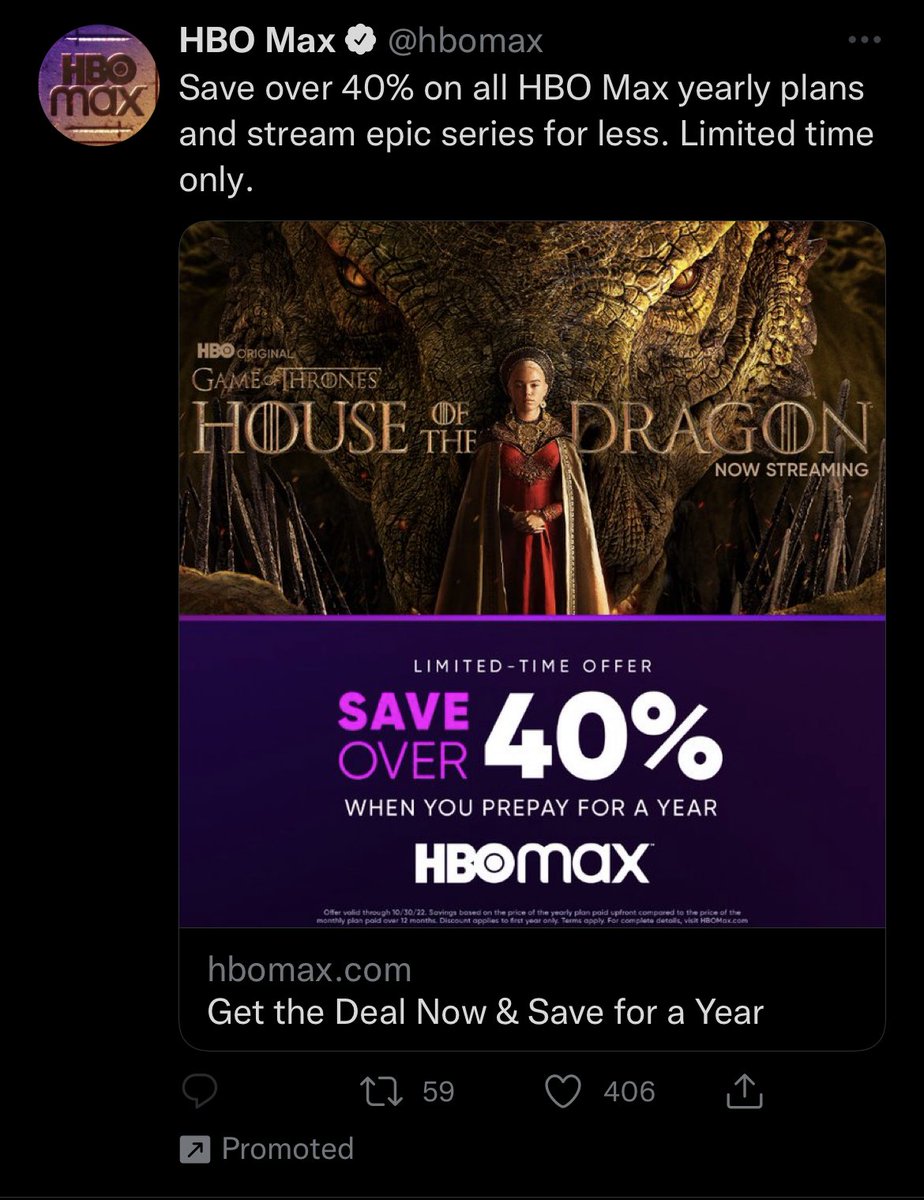 HBO Max @hbomax
Save over 40% on all HBO Max yearly plans
and stream epic series for less. Limited time
only.
HBO
max
HBO ORIGINAL
GAME OF THRONES
HOUSE OF THE DRAGON
NOW STREAMING
LIMITED-TIME OFFER
SAVE OVER 40%
WHEN YOU PREPAY FOR A YEAR
HBOmax
Offer valid through 10/30/22. Savings based on the price of the yearly plan paid upfront compared to the price of the
monthly plan paid over 12 months. Discount applies to first year only. Terms apply. For complete details, visit HBOMax.com
hbomax.com
Get the Deal Now & Save for a Year
59 406
Promoted